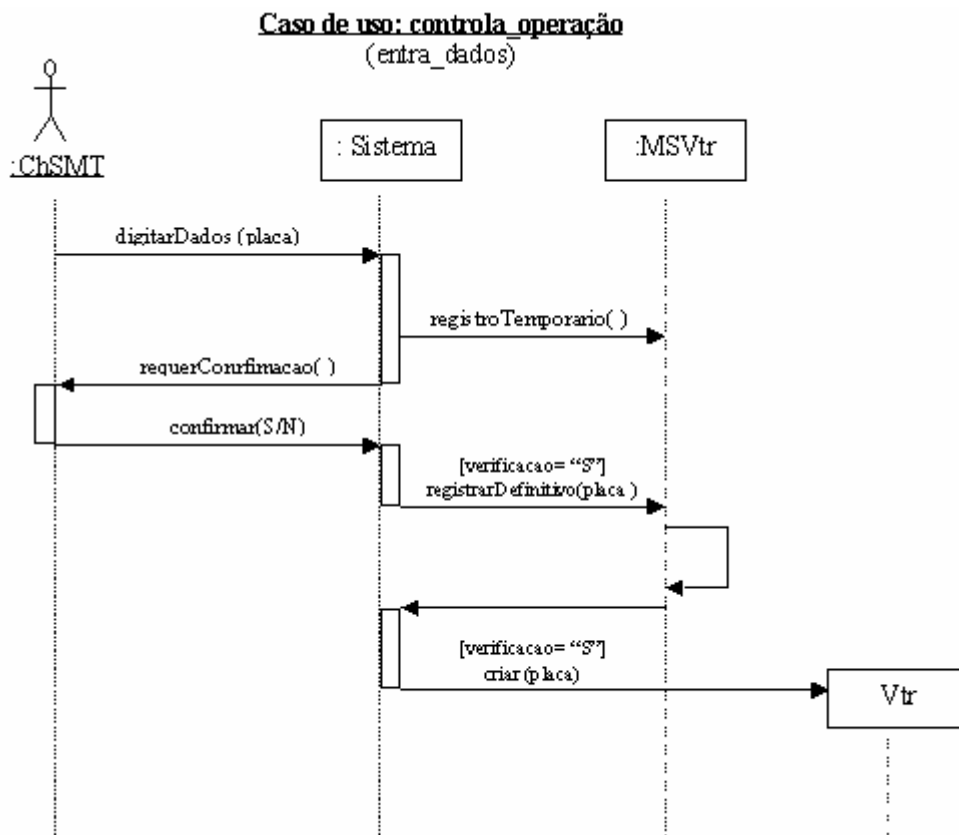 Caso de uso: controla_operação
(entra_dados)
:ChSMT
: Sistema
:MSVtr
digitarDados (placa)
registroTemporario( )
requerConrfimacao( )
confirmar(S/N)
[verificacao= “S”]
registrarDefinitivo(placa )
[verificacao= “S”]
criar(placa)
Vtr